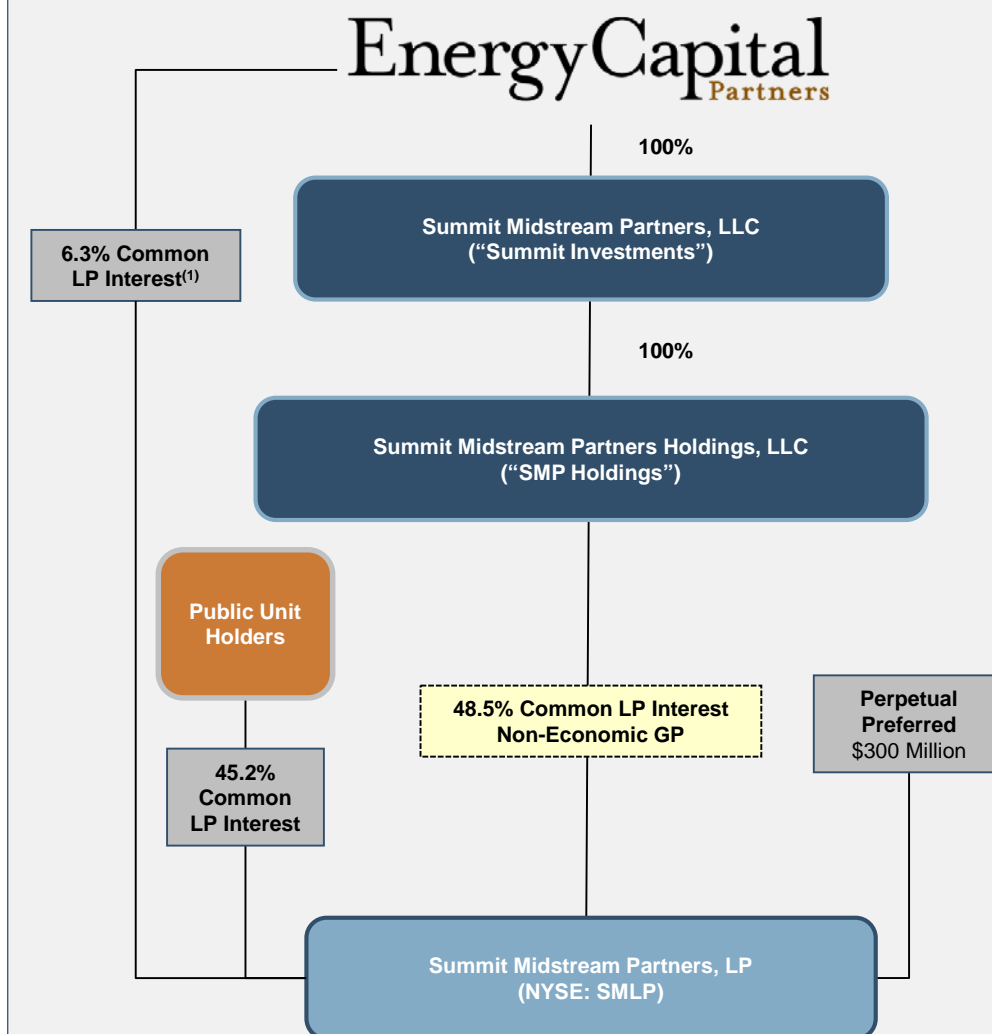 EnergyCapital
Partners
100%
Summit Midstream Partners, LLC
(“Summit Investments”)
6.3% Common
LP Interest(1)
100%
Summit Midstream Partners Holdings, LLC
(“SMP Holdings”)
Public Unit
Holders
48.5% Common LP Interest
Non-Economic GP
Perpetual
Preferred
$300 Million
45.2%
Common
LP Interest
Summit Midstream Partners, LP
(NYSE: SMLP)